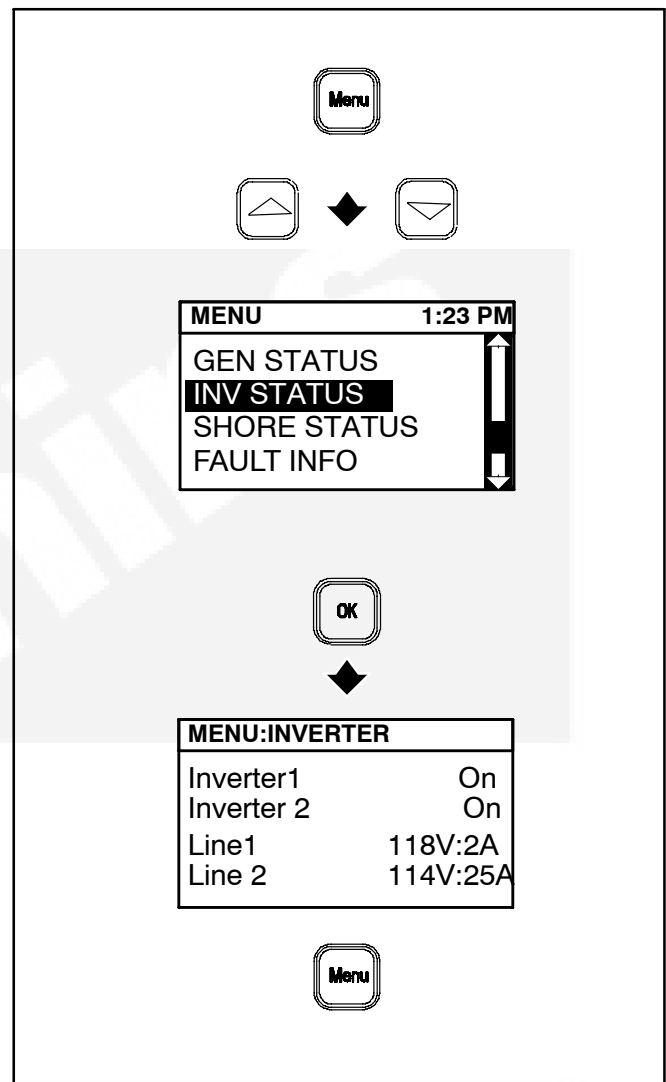 Menu
MENU 1:23 PM
GEN STATUS
INV STATUS
SHORE STATUS
FAULT INFO
OK
MENU:INVERTER
Inverter1 On
Inverter 2 On
Line1 118V:2A
Line 2 114V:25A
Menu